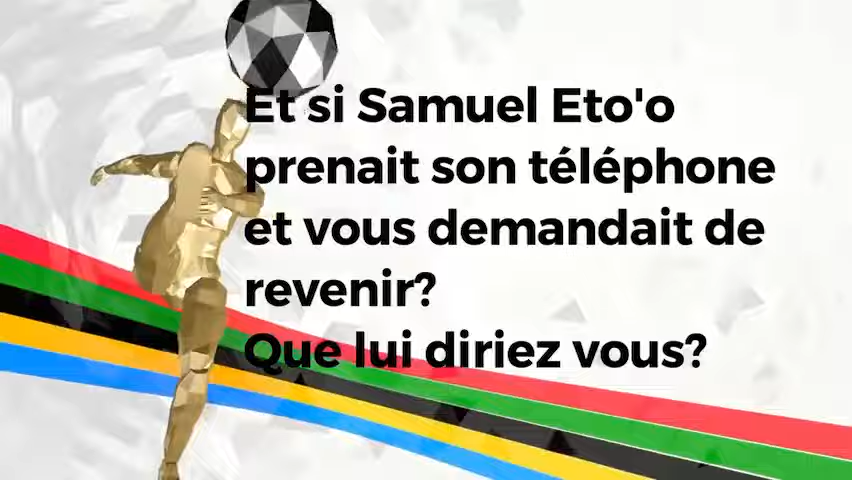 Et si Samuel Eto'o
prenait son téléphone
et vous demandait de
revenir?
Que lui diriez vous?